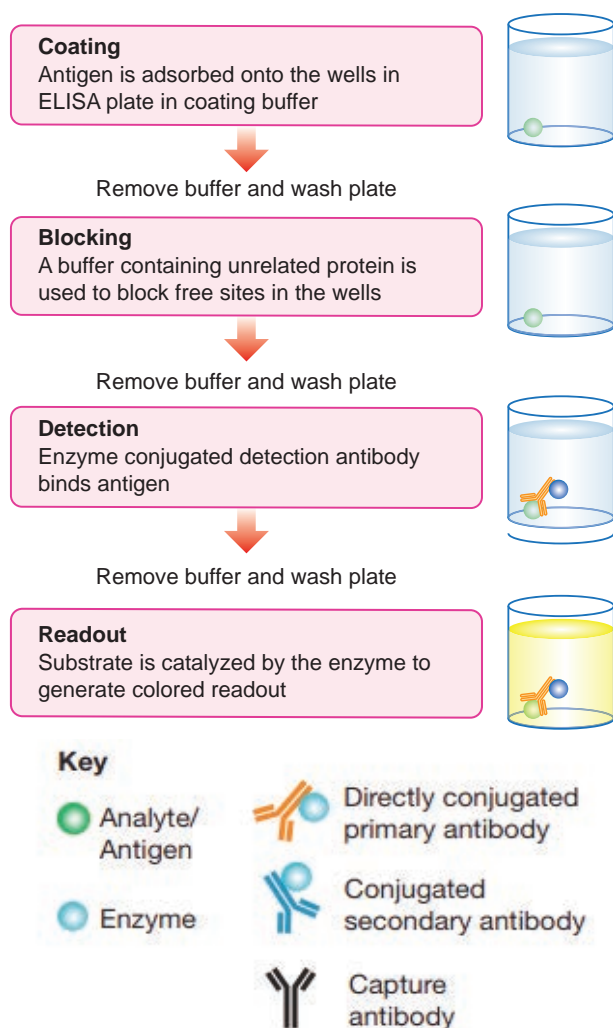 Coating
Antigen is adsorbed onto the wells in
ELISA plate in coating buffer
Remove buffer and wash plate
Blocking
A buffer containing unrelated protein is
used to block free sites in the wells
Remove buffer and wash plate
Detection
Enzyme conjugated detection antibody
binds antigen
Remove buffer and wash plate
Readout
Substrate is catalyzed by the enzyme to
generate colored readout
Key
Analyte/
Antigen
Enzyme
Directly conjugated
primary antibody
Conjugated
secondary antibody
Capture
antibody